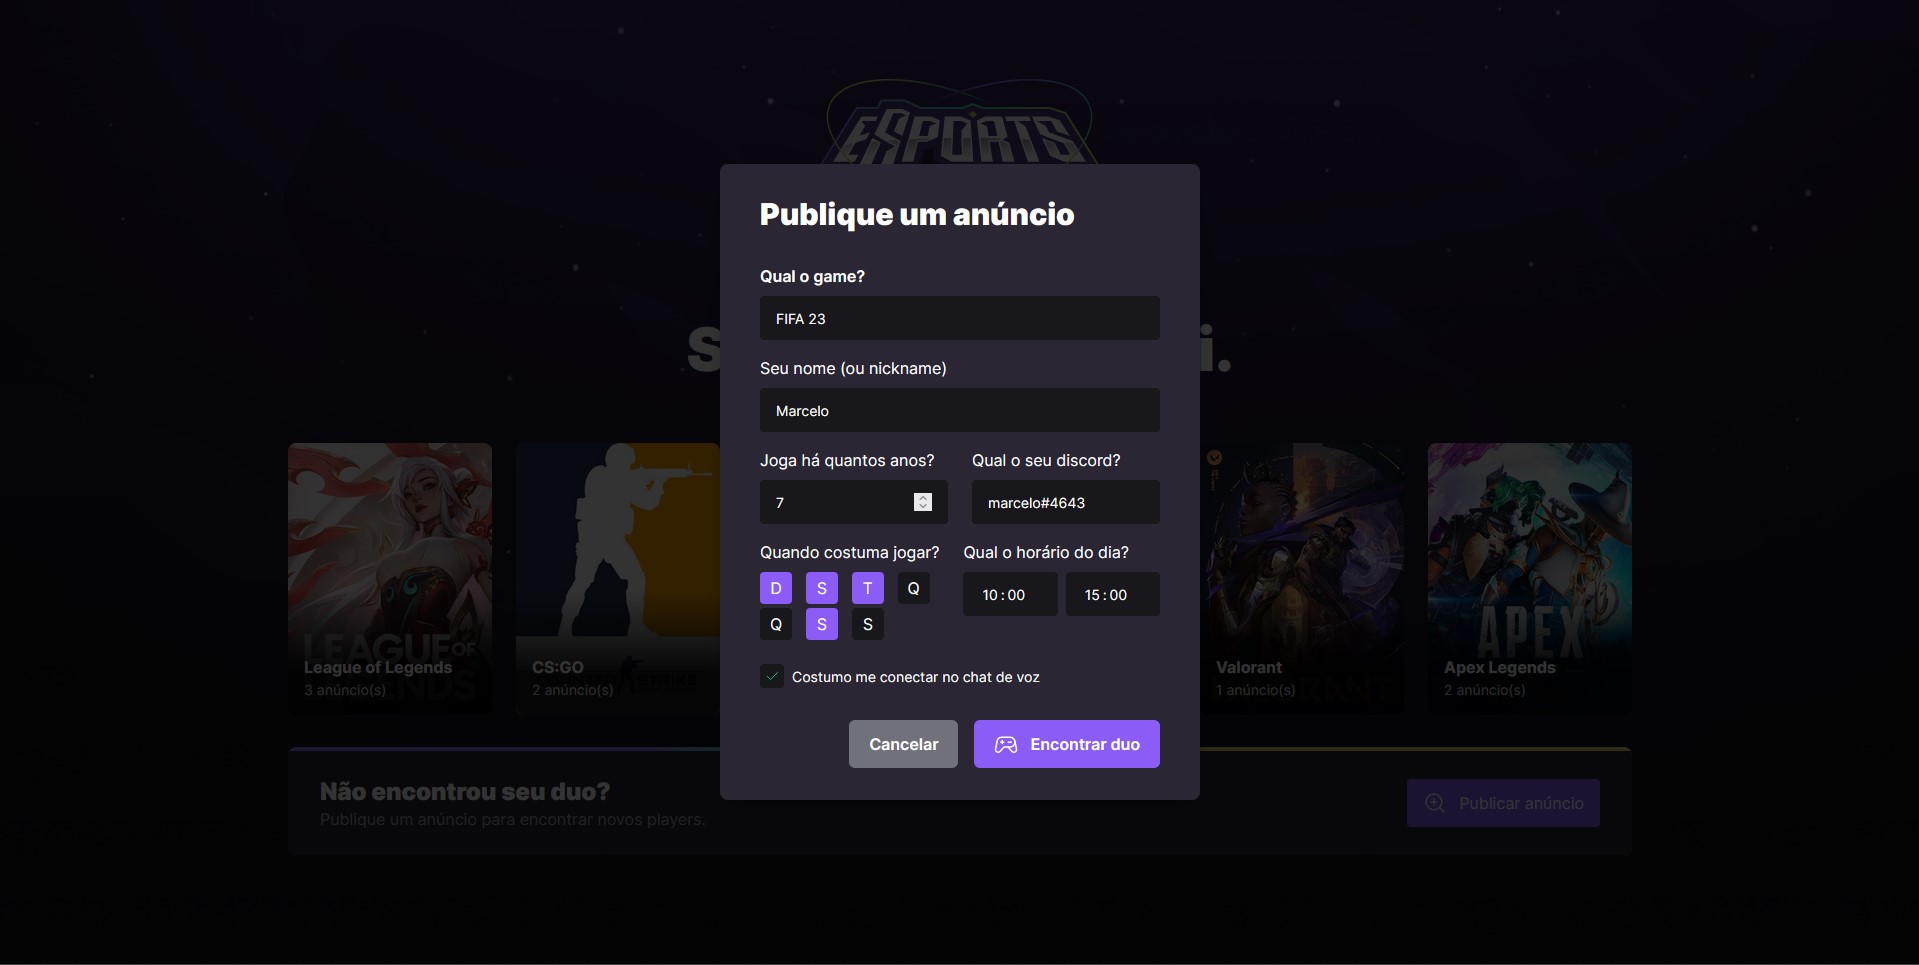 ESPORTS
Publique um anúncio
Qual o game?
FIFA 23
Seu nome (ou nickname)
Marcelo
Joga há quantos anos?
Qual o seu discord?
7
marcelo#4643
Quando costuma jogar?
Qual o horário do dia?
D S T Q
10:00
15:00
Q S S
Costumo me conectar no chat de voz
Cancelar
Encontrar duo
LEAGUE OF
League of Legends
3 anúncio(s)
CS:GO
2 anúncio(s)
Valorant
1 anúncio(s)
APEX
Apex Legends
2 anúncio(s)
Não encontrou seu duo?
Publique um anúncio para encontrar novos players.
Publicar anúncio